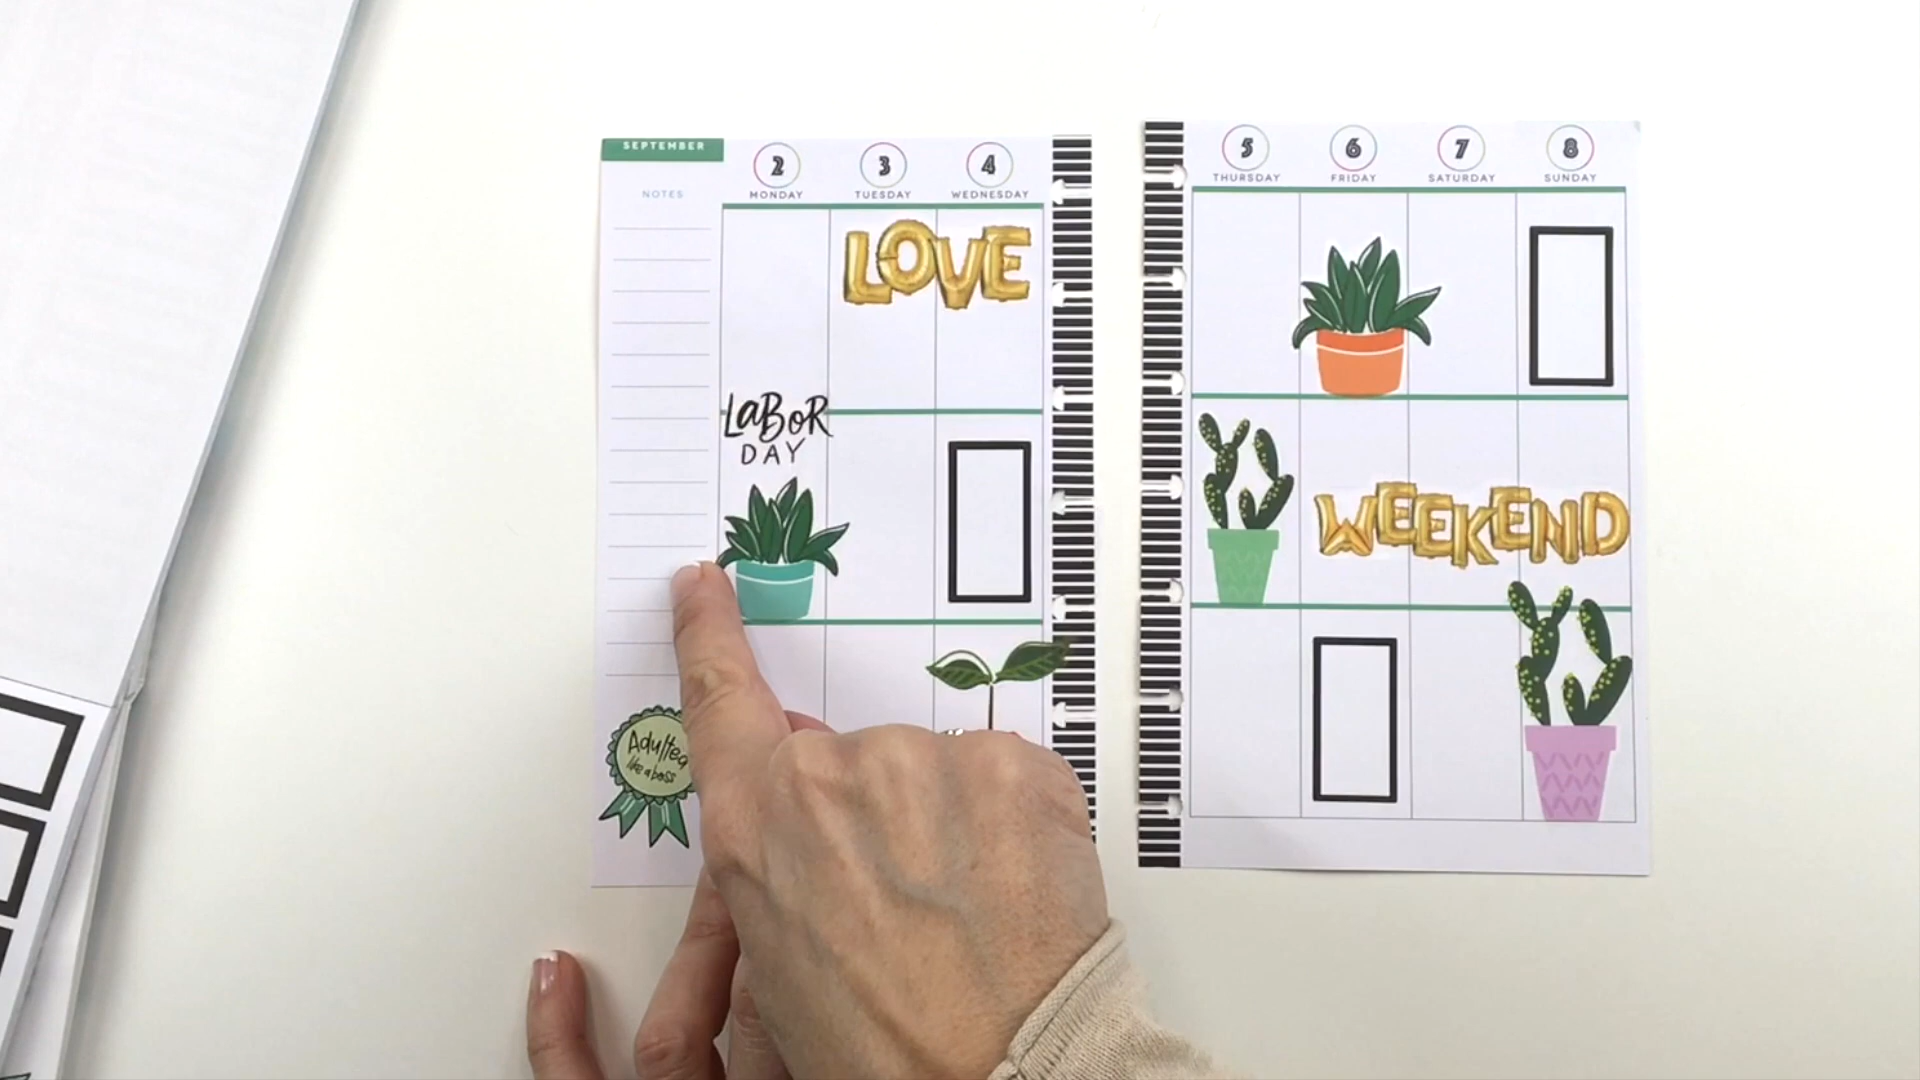 SEPTEMBER
NOTES
2
MONDAY
3
TUESDAY
4
WEDNESDAY
LOVE
LABOR
DAY
Adulted
like a boss
5
THURSDAY
6
FRIDAY
7
SATURDAY
8
SUNDAY
WEEKEND